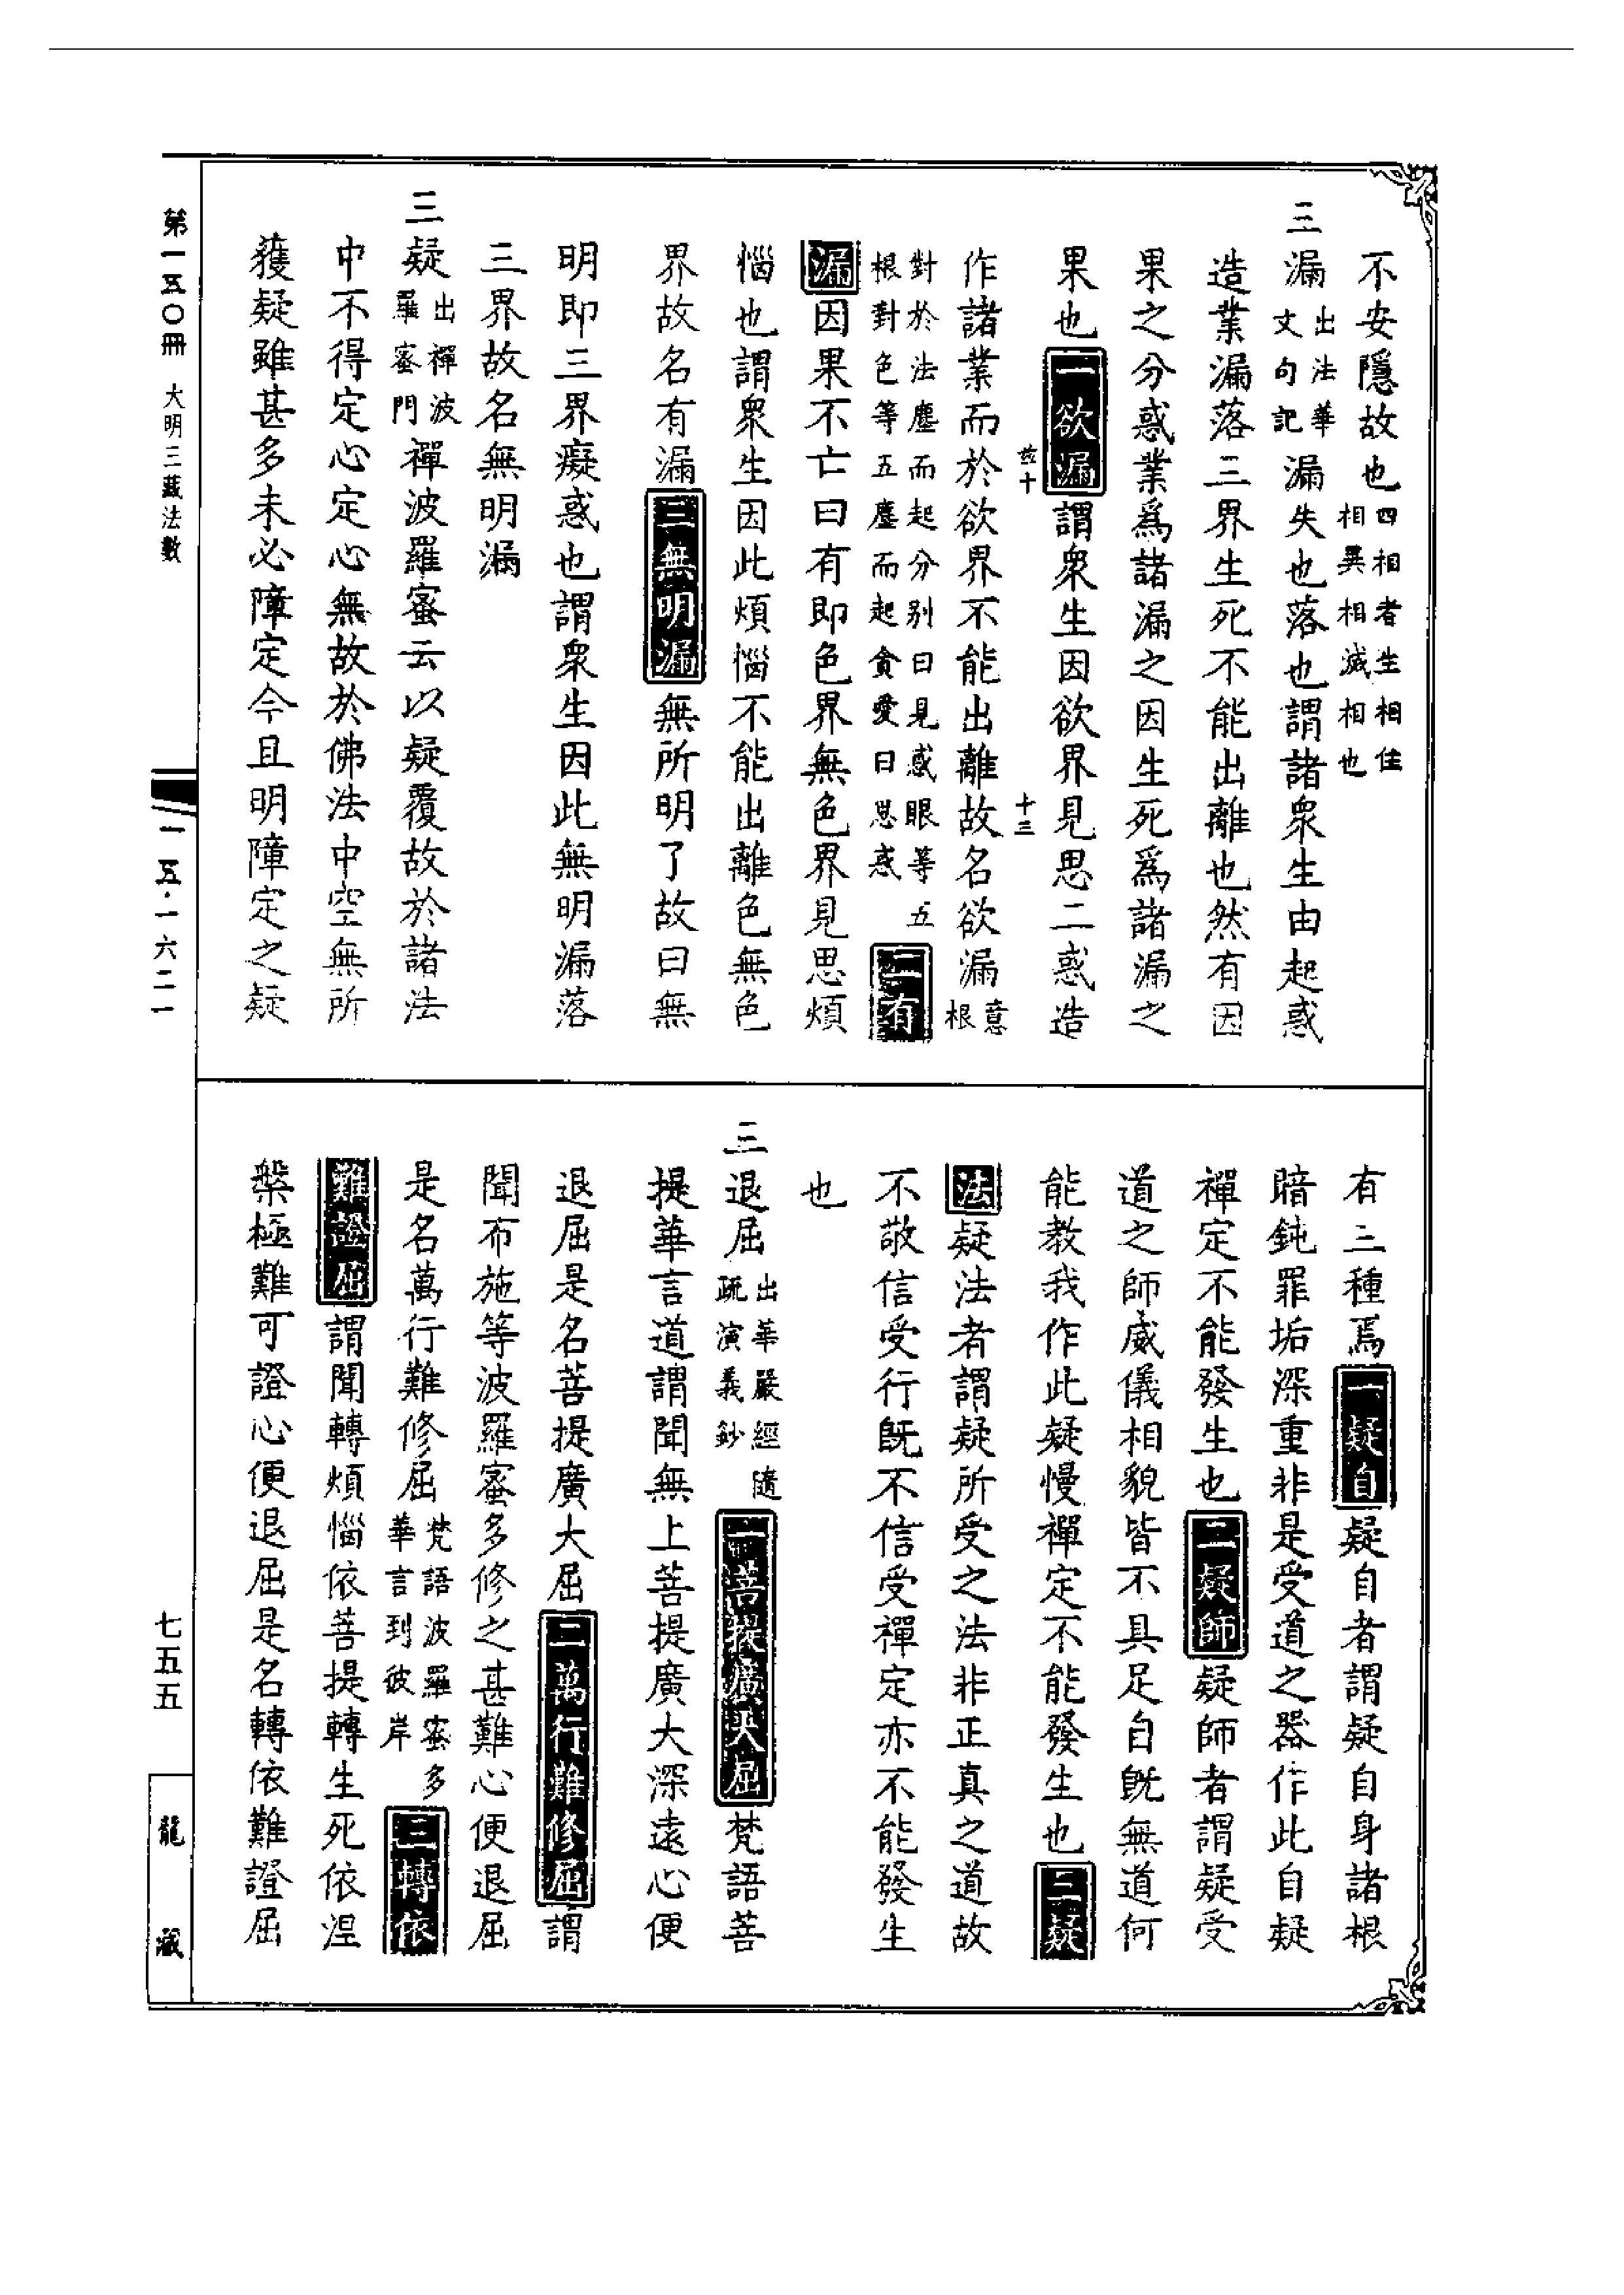 不安隱故也四相者生相住相異相滅相也
三漏出法華文句記漏失也落也謂諸衆生由起惑
造業漏落三界生死不能出離也然有因
果之分惑業爲諸漏之因生死爲諸漏之
果也一欲漏謂衆生因欲界見思二惑造
茲十 十三
作諸業而於欲界不能出離故名欲漏意根
對於法塵而起分別曰見惑眼等五根對色等五塵而起貪愛曰思惑二有
漏因果不亡曰有即色界無色界見思煩
惱也謂衆生因此煩惱不能出離色無色
界故名有漏三無明漏無所明了故曰無
明即三界癡惑也謂衆生因此無明漏落
三界故名無明漏
三疑出禪波羅蜜門禪波羅蜜云以疑覆故於諸法
中不得定心定心無故於佛法中空無所
獲疑雖甚多未必障定今且明障定之疑
有三種焉一疑自疑自者謂疑自身諸根
暗鈍罪垢深重非是受道之器作此自疑
禪定不能發生也二疑師疑師者謂疑受
道之師威儀相貌皆不具足自既無道何
能教我作此疑慢禪定不能發生也三疑
法疑法者謂疑所受之法非正真之道故
不敬信受行既不信受禪定亦不能發生
也
三退屈出華嚴經隨疏演義鈔一菩提廣大屈梵語菩
提華言道謂聞無上菩提廣大深遠心便
退屈是名菩提廣大屈二萬行難修屈謂
聞布施等波羅蜜多修之甚難心便退屈
是名萬行難修屈梵語波羅蜜多華言到彼岸三轉依
難證屈謂聞轉煩惱依菩提轉生死依涅
槃極難可證心便退屈是名轉依難證屈
第一五〇冊 大明三藏法數
一五·一六二一
七五五
龍藏